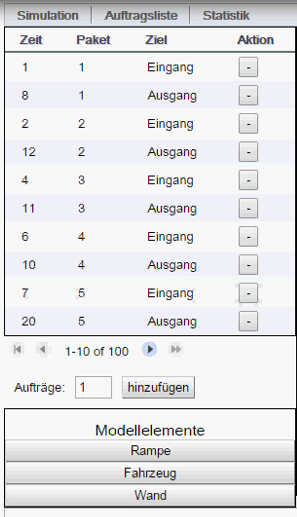 Simulation Auftragsliste Statistik
Zeit Paket Ziel Aktion
1 1 Eingang -
8 1 Ausgang -
2 2 Eingang -
12 2 Ausgang -
4 3 Eingang -
11 3 Ausgang -
6 4 Eingang -
10 4 Ausgang -
7 5 Eingang -
20 5 Ausgang -
1-10 of 100
Aufträge: 1 hinzufügen
Modellelemente
Rampe
Fahrzeug
Wand